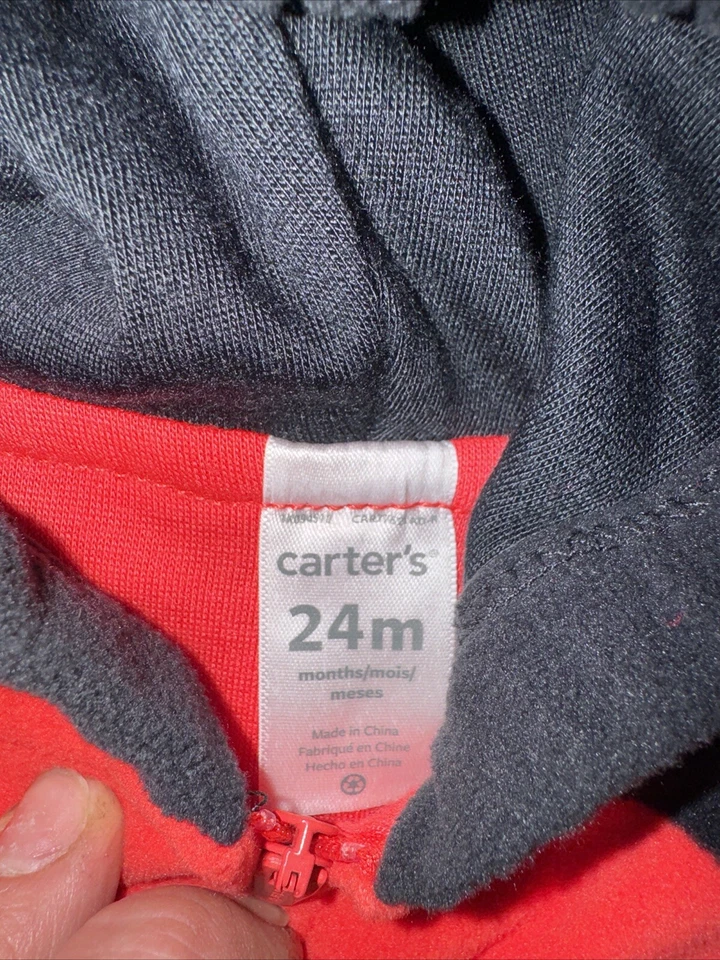 carter's
24m
months/mois/
meses
Made in China
Fabriqué en Chine
Hecho en China